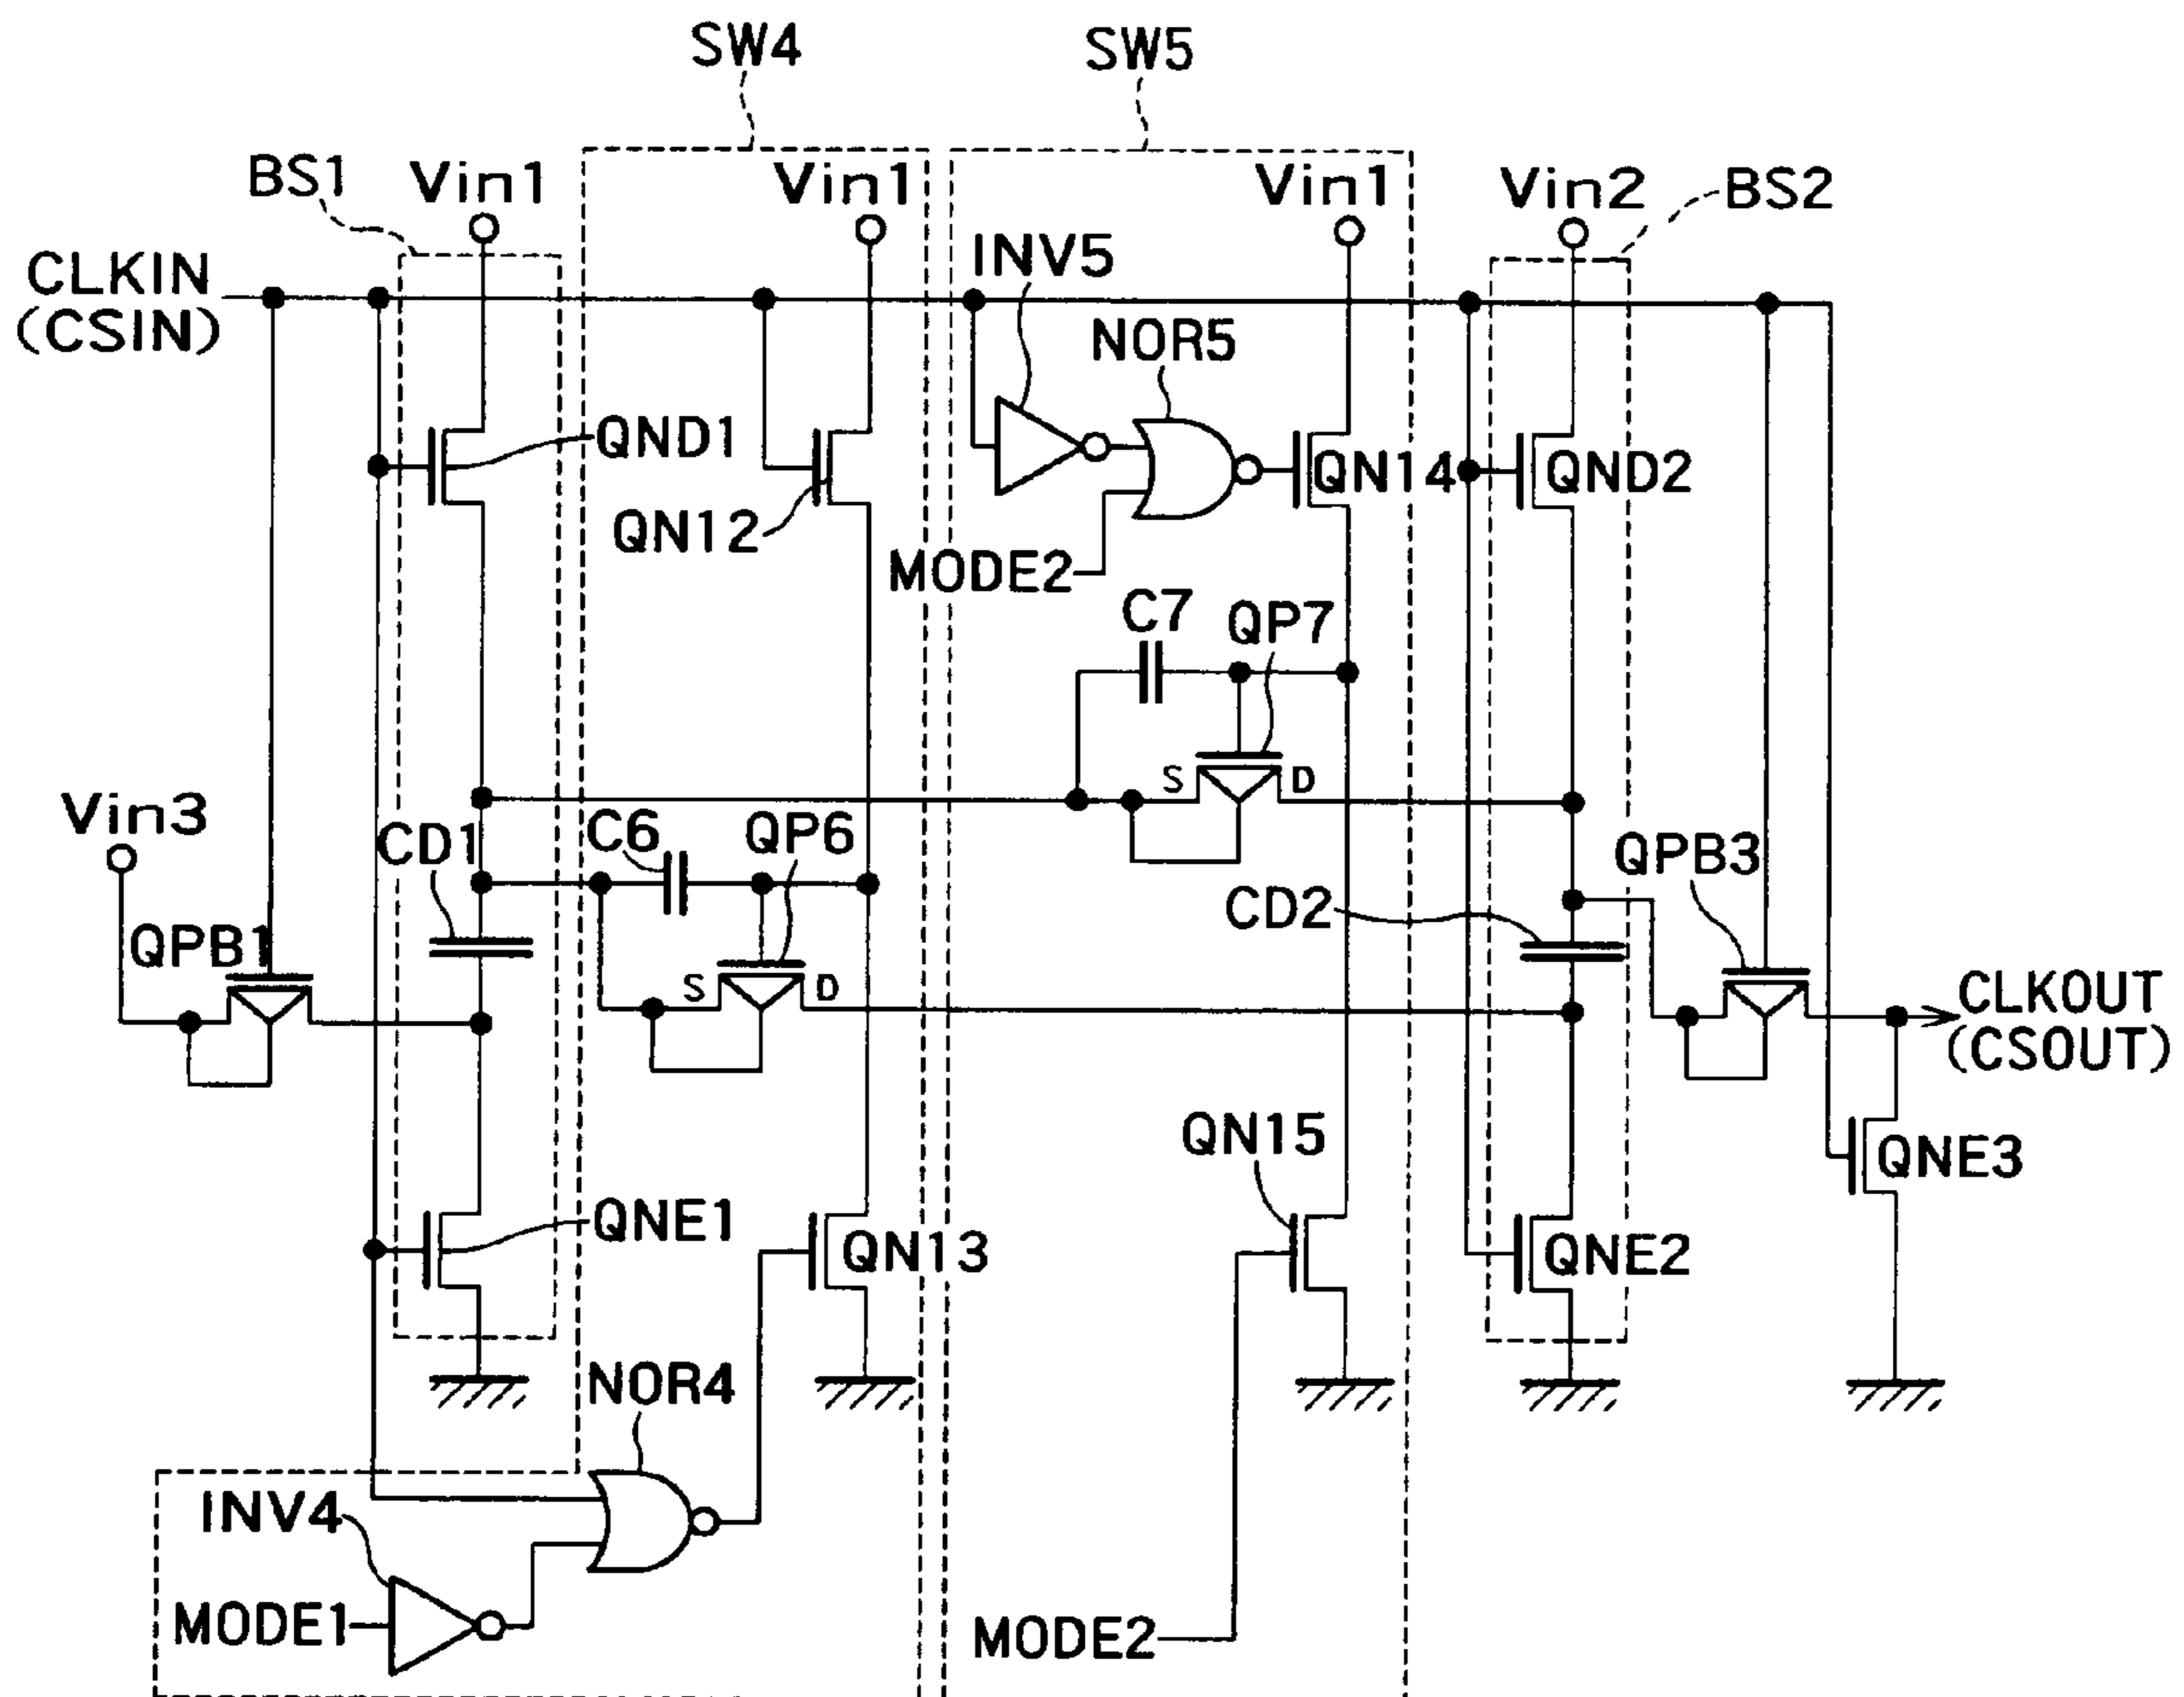 SW4
SW5
BS1
Vin1
Vin1
Vin1
Vin2
BS2
CLKIN
(CSIN)
INV5
NOR5
QND1
QN12
QN14
QND2
MODE2
C7
QP7
S
D
Vin3
CD1
C6
QP6
QPB3
CD2
QPB1
S
D
CLKOUT
(CSOUT)
QN15
QNE3
QNE1
QN13
QNE2
NOR4
INV4
MODE1
MODE2